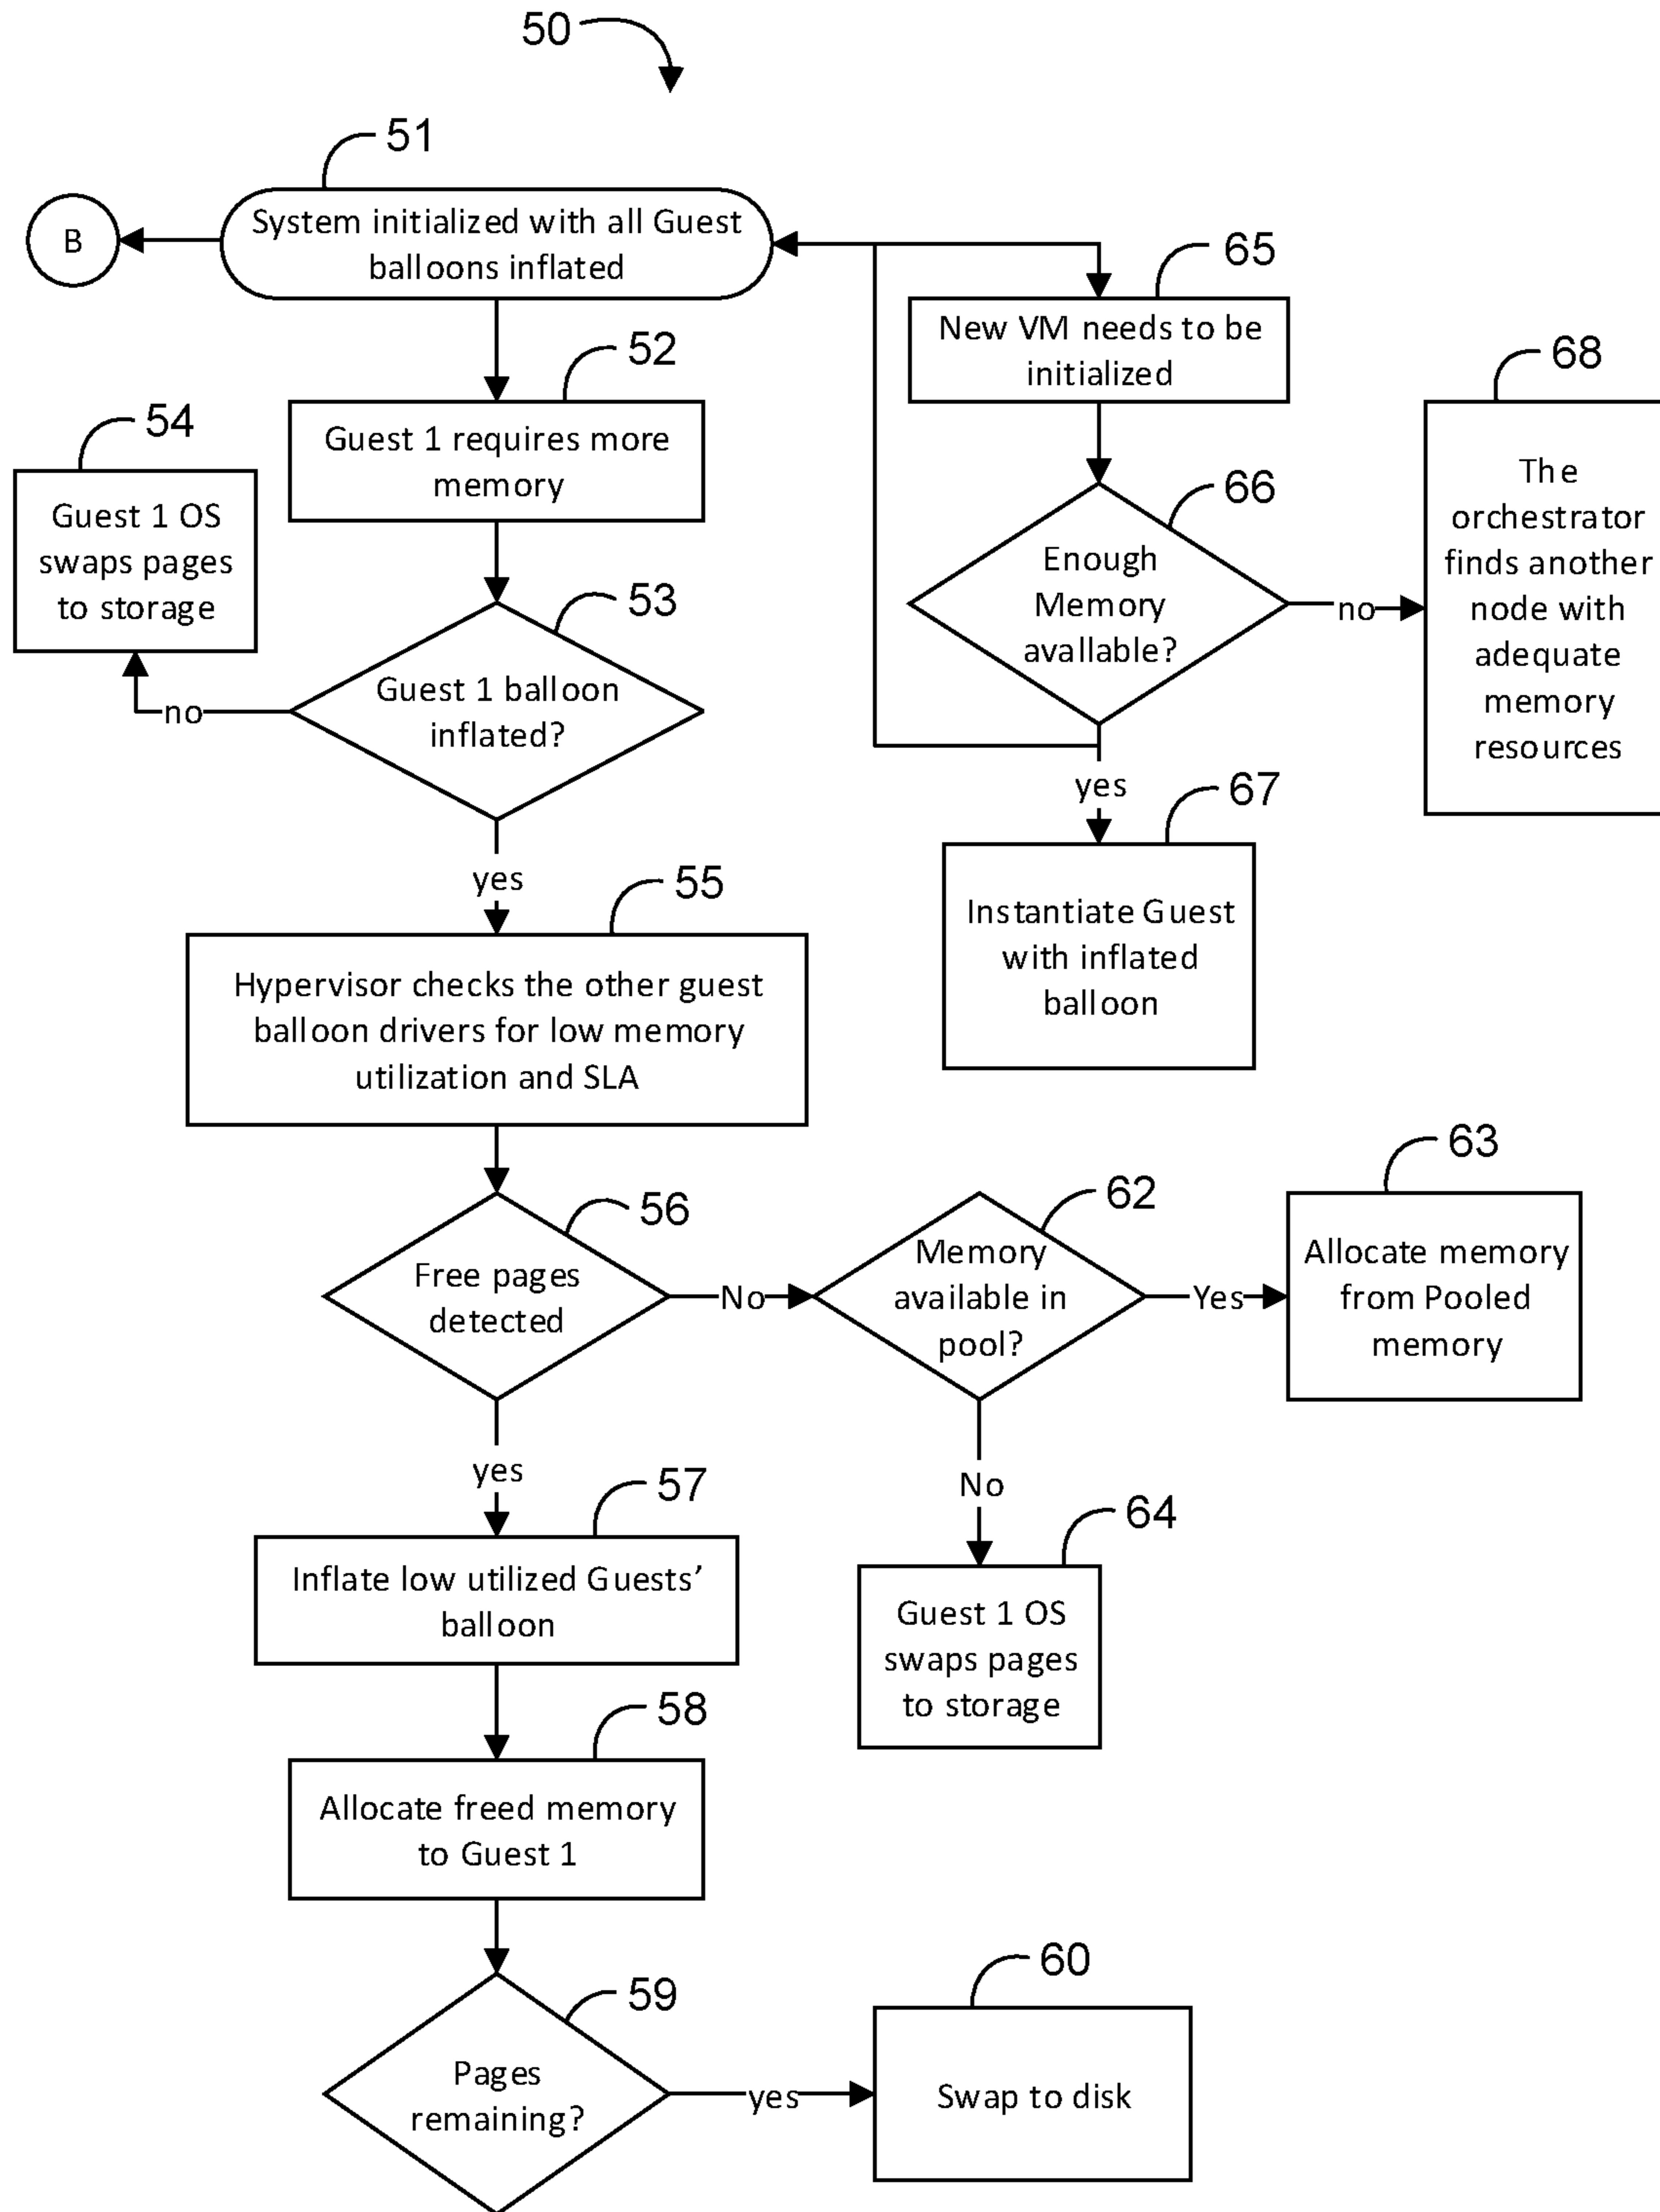 50
51
B
System initialized with all Guest
balloons inflated
65
New VM needs to be
initialized
52
Guest 1 requires more
memory
54
Guest 1 OS
swaps pages
to storage
68
The
orchestrator
finds another
node with
adequate
memory
resources
66
Enough
Memory
avallable?
no
53
Guest 1 balloon
inflated?
no
yes
yes
67
Instantiate Guest
with inflated
balloon
55
Hypervisor checks the other guest
balloon drivers for low memory
utilization and SLA
56
Free pages
detected
No
62
Memory
available in
pool?
Yes
63
Allocate memory
from Pooled
memory
yes
No
57
Inflate low utilized Guests’
balloon
64
Guest 1 OS
swaps pages
to storage
58
Allocate freed memory
to Guest 1
59
Pages
remaining?
yes
60
Swap to disk